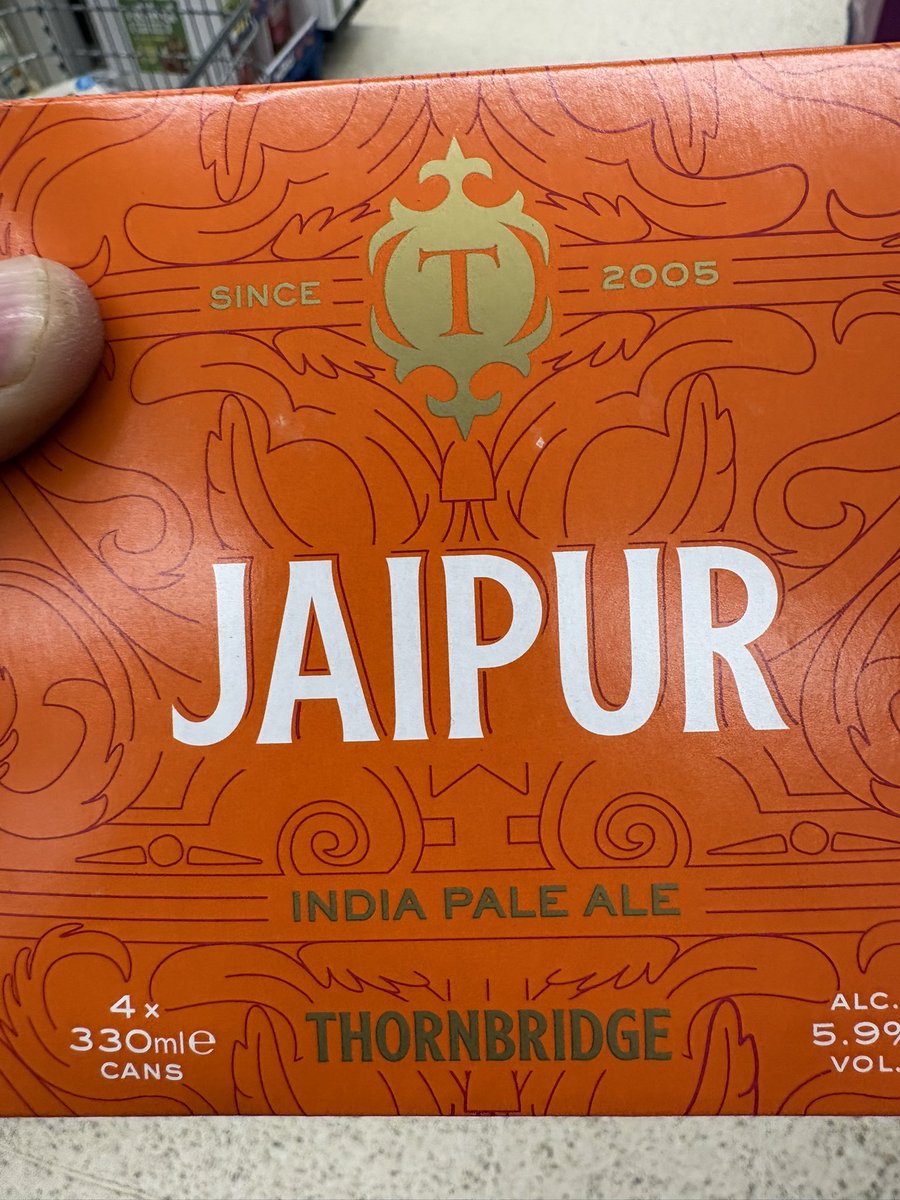 T
SINCE 2005
JAIPUR
INDIA PALE ALE
THORNBRIDGE
4 x
330ml℮
CANS
ALC.
5.9%
VOL.